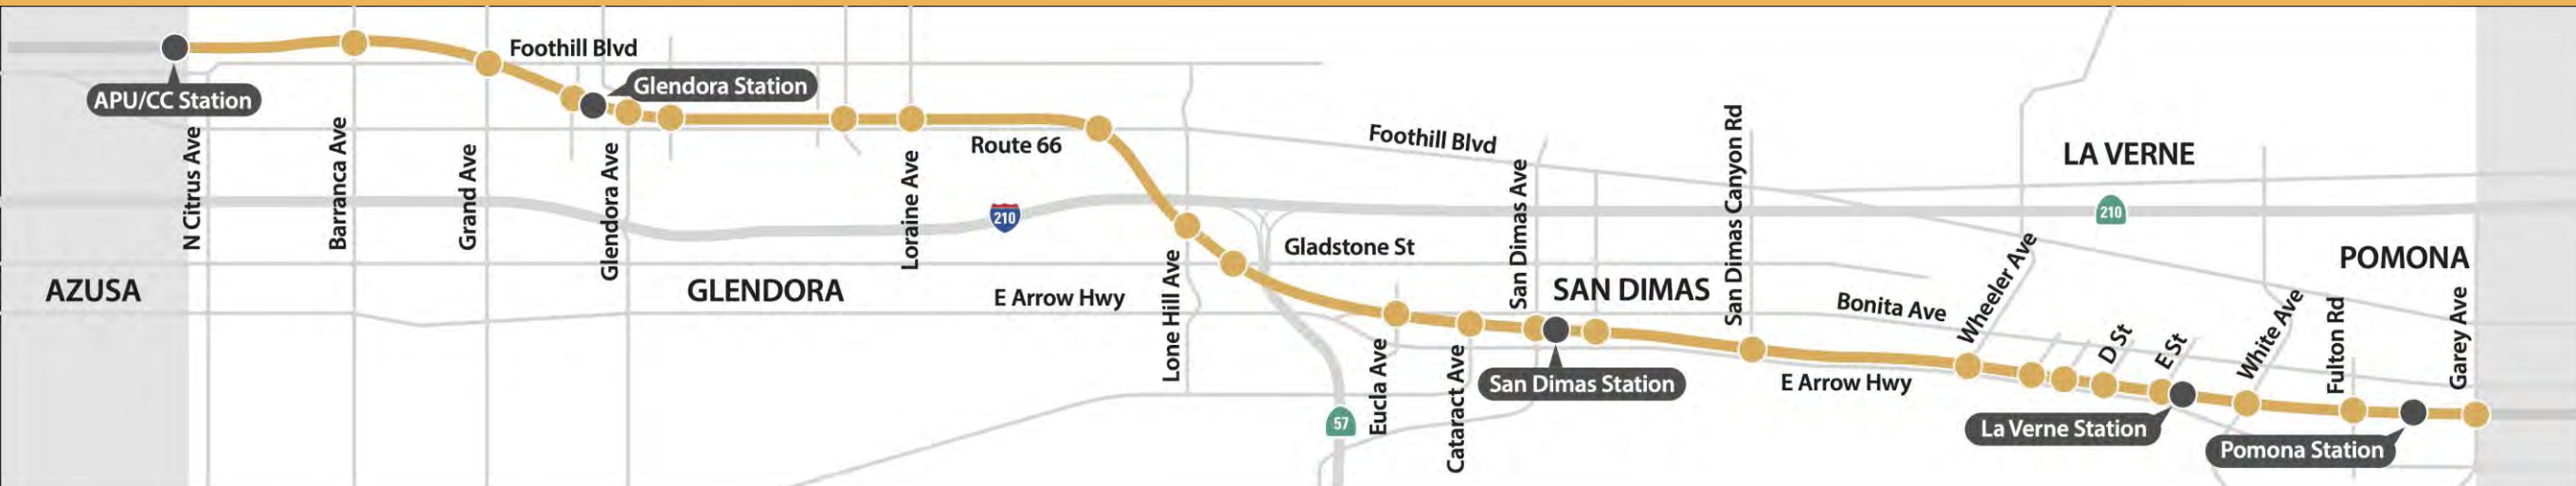 Foothill Blvd
APU/CC Station
Glendora Station
N Citrus Ave
Barranca Ave
Grand Ave
Glendora Ave
Loraine Ave
Route 66
Foothill Blvd
San Dimas Ave
San Dimas Canyon Rd
LA VERNE
210
210
Gladstone St
Lone Hill Ave
AZUSA
GLENDORA
E Arrow Hwy
SAN DIMAS
Bonita Ave
Wheeler Ave
D St
E St
White Ave
Fulton Rd
POMONA
Garey Ave
57
Eucla Ave
Cataract Ave
San Dimas Station
E Arrow Hwy
La Verne Station
Pomona Station